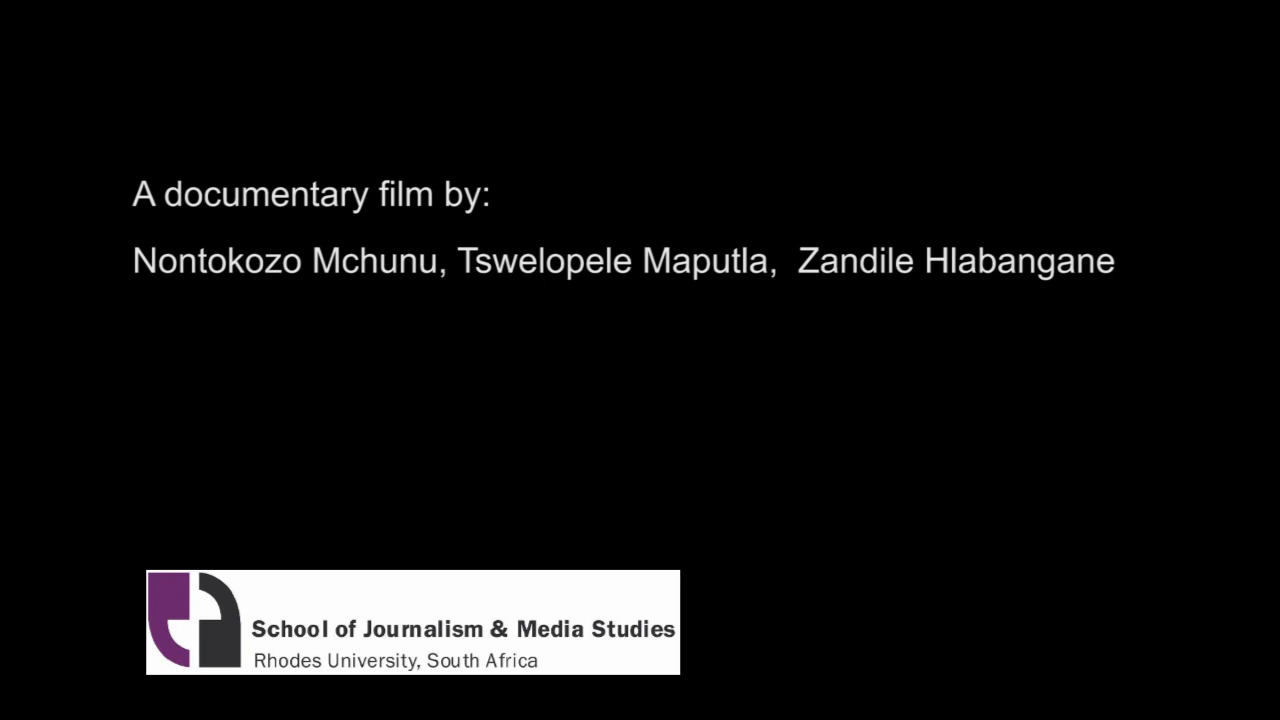 A documentary film by:
Nontokozo Mchunu, Tswelopele Maputla, Zandile Hlabangane
School of Journalism & Media Studies
Rhodes University, South Africa